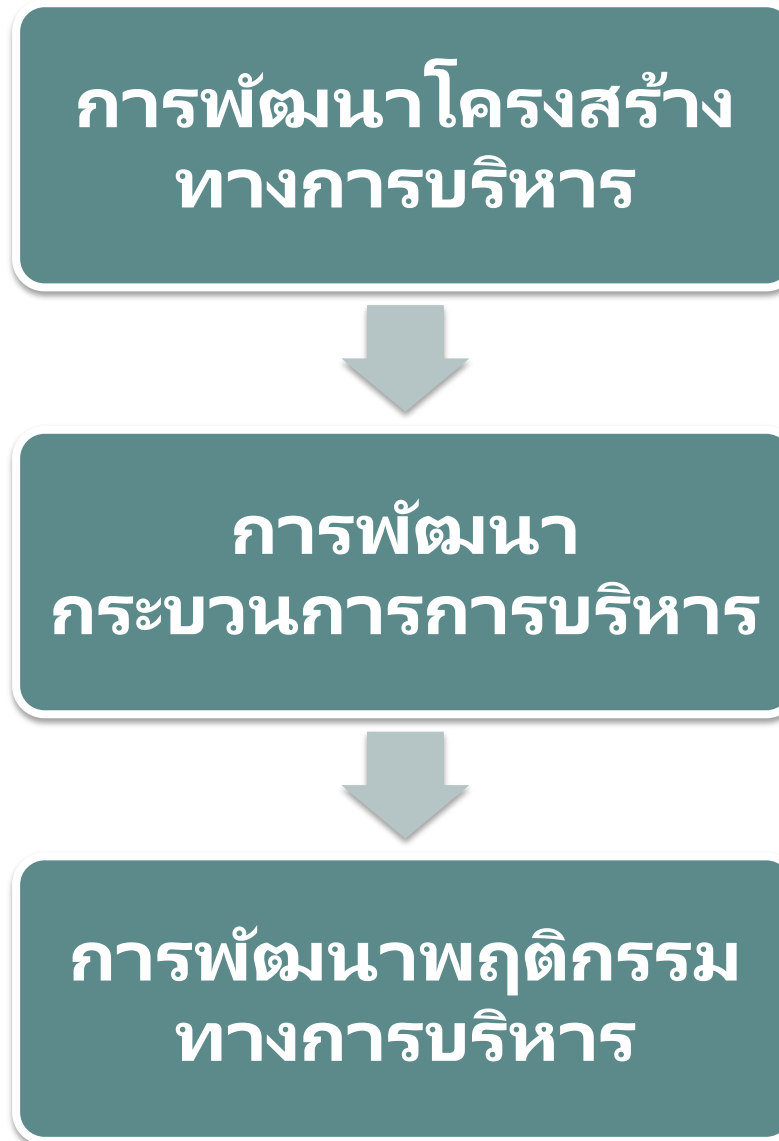 การพัฒนาโครงสร้าง
ทางการบริหาร
การพัฒนา
กระบวนการการบริหาร
การพัฒนาพฤติกรรม
ทางการบริหาร